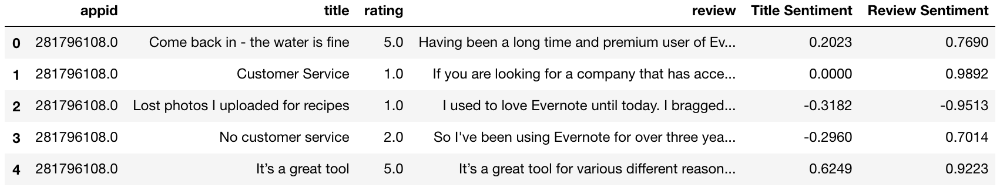 appid title rating review Title Sentiment Review Sentiment
0 281796108.0 Come back in - the water is fine 5.0 Having been a long time and premium user of Ev... 0.2023 0.7690
1 281796108.0 Customer Service 1.0 If you are looking for a company that has acce... 0.0000 0.9892
2 281796108.0 Lost photos I uploaded for recipes 1.0 I used to love Evernote until today. I bragged... -0.3182 -0.9513
3 281796108.0 No customer service 2.0 So I've been using Evernote for over three yea... -0.2960 0.7014
4 281796108.0 It’s a great tool 5.0 It’s a great tool for various different reason... 0.6249 0.9223